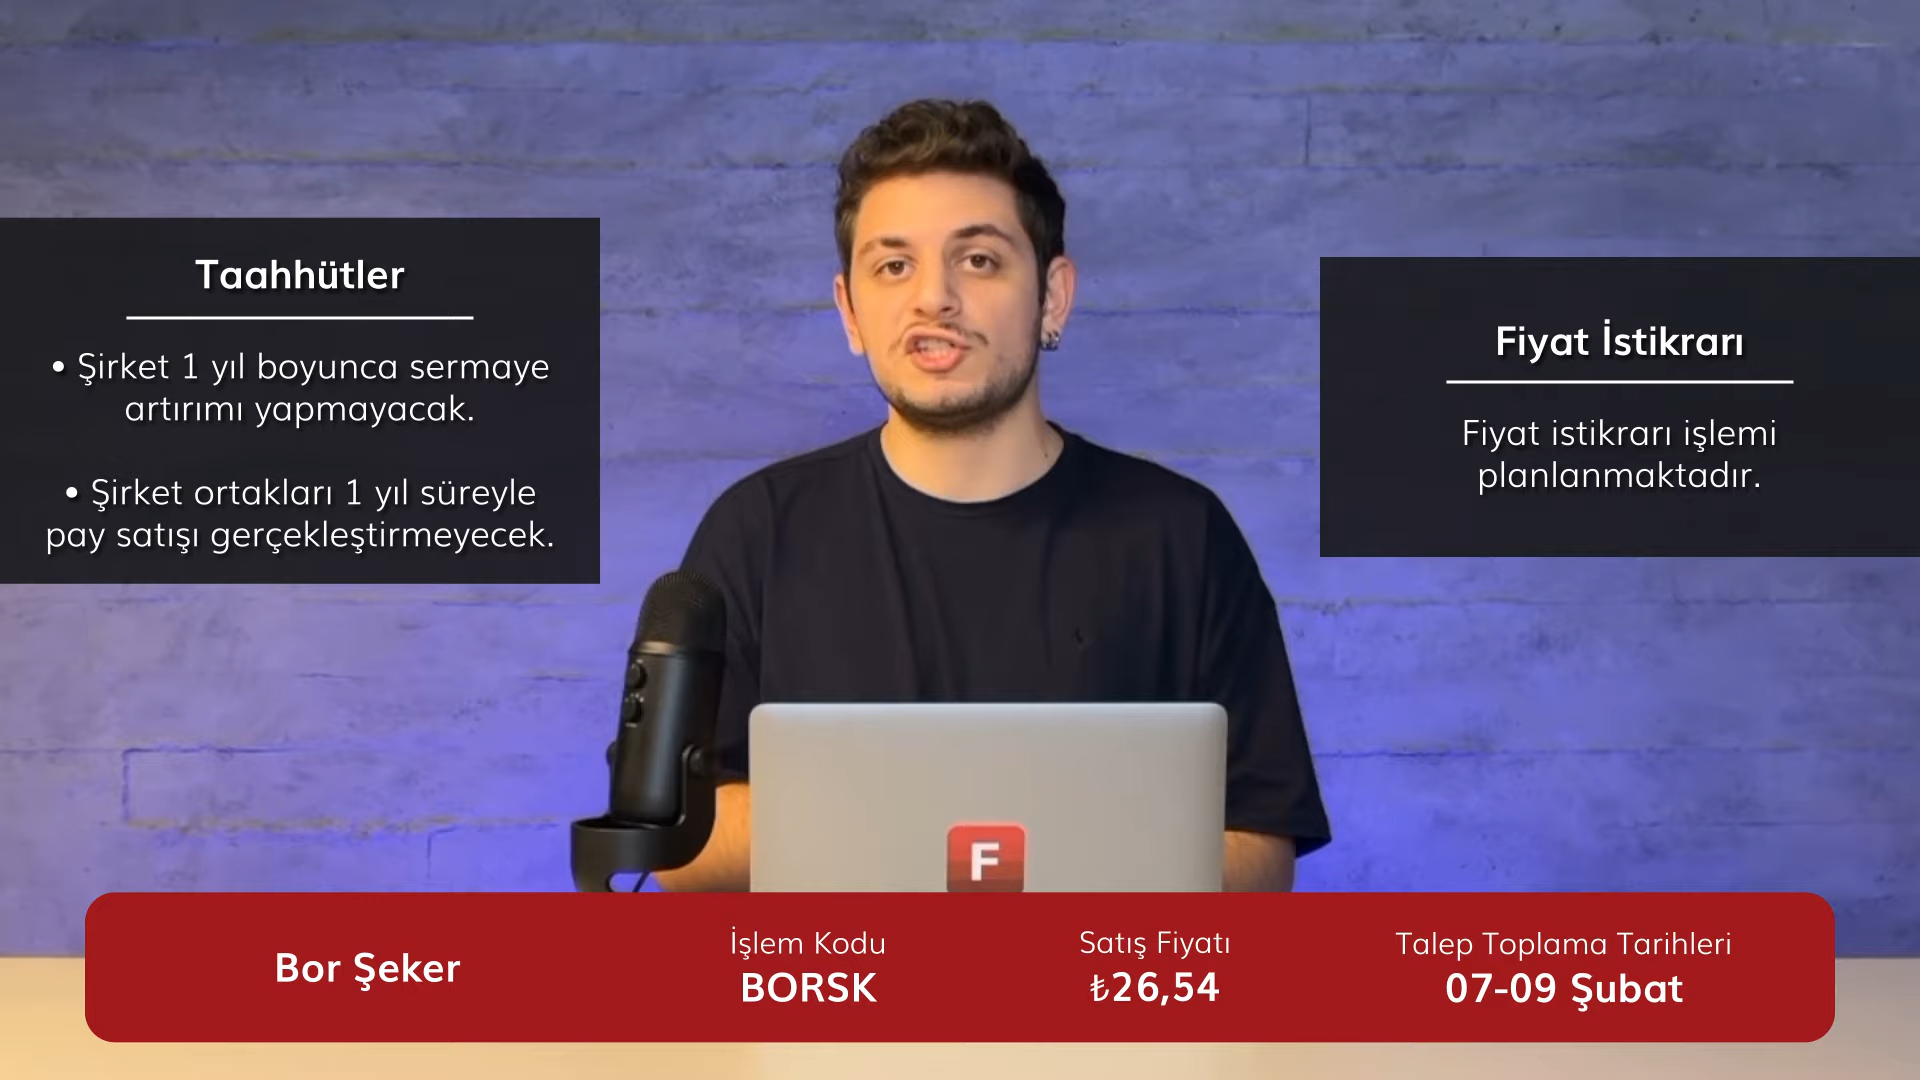 Taahhütler
• Şirket 1 yıl boyunca sermaye
artırımı yapmayacak.
• Şirket ortakları 1 yıl süreyle
pay satışı gerçekleştirmeyecek.
Fiyat İstikrarı
Fiyat istikrarı işlemi
planlanmaktadır.
F
Bor Şeker
İşlem Kodu
BORSK
Satış Fiyatı
₺26,54
Talep Toplama Tarihleri
07-09 Şubat